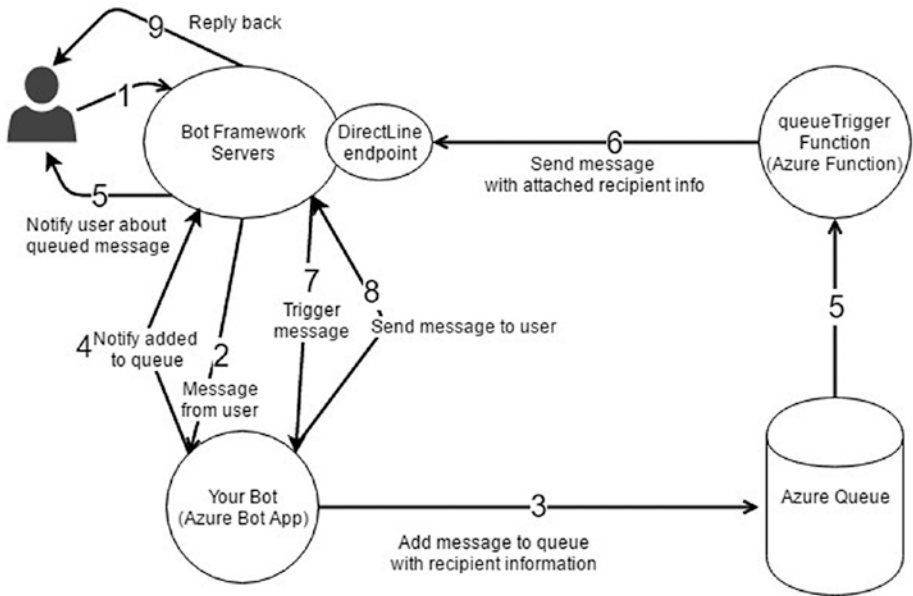 9 Reply back
1
Bot Framework
Servers
DirectLine
endpoint
queueTrigger
Function
(Azure Function)
6
Send message
with attached recipient info
5
Notify user about
queued message
7
Trigger
message
8
Send message to user
5
4 Notify added
to queue
2
Message
from user
Your Bot
(Azure Bot App)
3
Add message to queue
with recipient information
Azure Queue